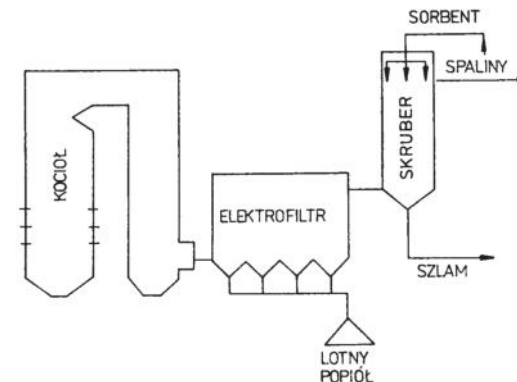 SORBENT
SPALINY
SKRUBER
KOCIOŁ
ELEKTROFILTR
SZLAM
LOTNY
POPIÓŁ